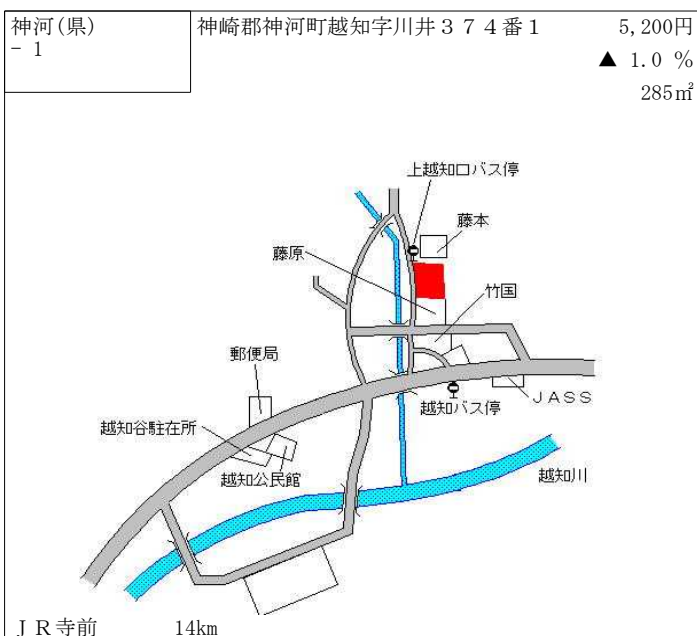 神河(県)
- 1
神崎郡神河町越知字川井３７４番１
5,200円
▲ 1.0 %
285㎡
上越知口バス停
藤本
藤原
竹国
郵便局
JASS
越知バス停
越知谷駐在所
越知公民館
越知川
ＪＲ寺前 14km